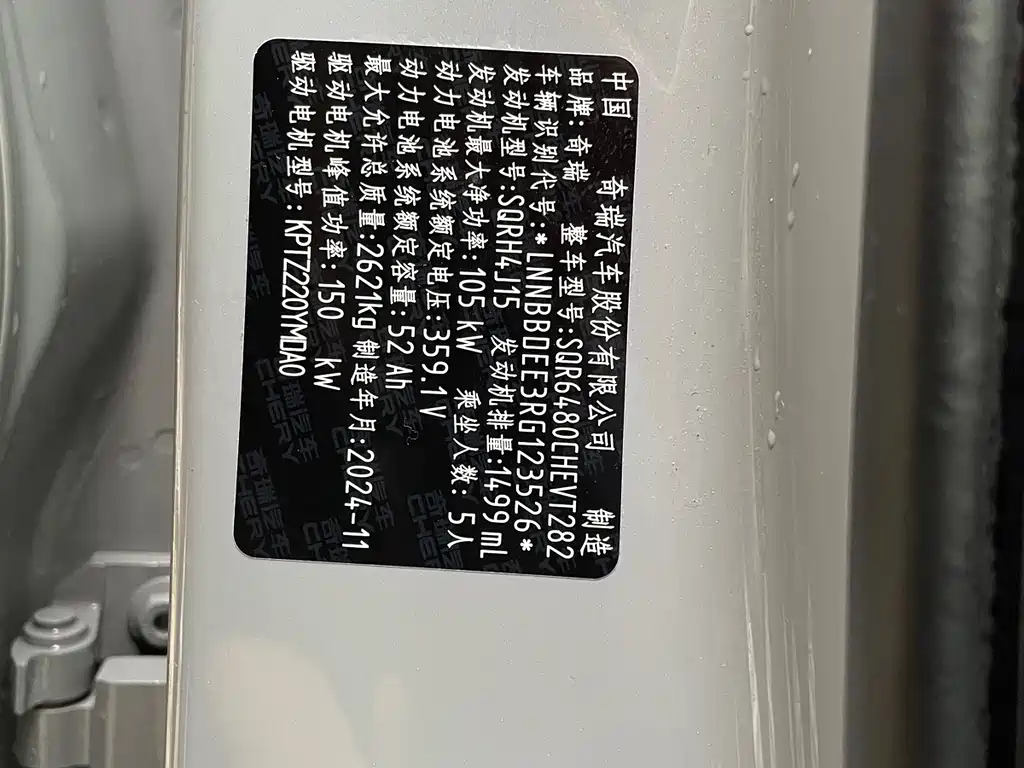 中国 奇瑞汽车股份有限公司 制造
品牌:奇瑞 整车型号:SQR6480CHEVT282
车辆识别代号:*LNNBBDEE3RG123526*
发动机型号:SQRH4J15 发动机排量:1499mL
发动机最大净功率:105 kW 乘坐人数:5人
动力电池系统额定电压:359.1V
动力电池系统额定容量:52Ah
最大允许总质量:2621kg 制造年月:2024-11
驱动电机峰值功率:150 kW
驱动电机型号:KPTZ220YMDA0